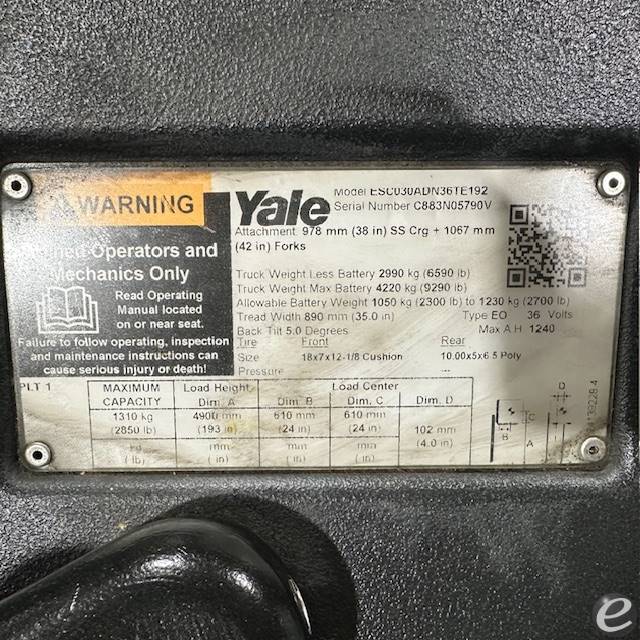 WARNING
Operators and
Mechanics Only
Read Operating
Manual located
on or near seat.
Failure to follow operating, inspection
and maintenance instructions can
cause serious injury or death!
Yale
Model ESC030ADN36TE192
Serial Number C883N05790V
Attachment 978 mm (38 in) SS Crg + 1067 mm
(42 in) Forks
Truck Weight Less Battery 2990 kg (6590 lb)
Truck Weight Max Battery 4220 kg (9290 lb)
Allowable Battery Weight 1050 kg (2300 lb) to 1230 kg (2700 lb)
Tread Width 890 mm (35.0 in) Type EO 36 Volts
Back Tilt 5.0 Degrees Max A H 1240
Tire Front Rear
Size 18x7x12-1/8 Cushion 10.00x5x6.5 Poly
Pressure
PLT 1
MAXIMUM Load Height Load Center
CAPACITY Dim. A Dim. B Dim. C Dim. D
1310 kg 4900 mm 610 mm 610 mm 102 mm
(2850 lb) (193 in) (24 in) (24 in) (4.0 in)
kg mm mm mm
( lb) ( in) ( in) ( in)
D
C
B
A
e